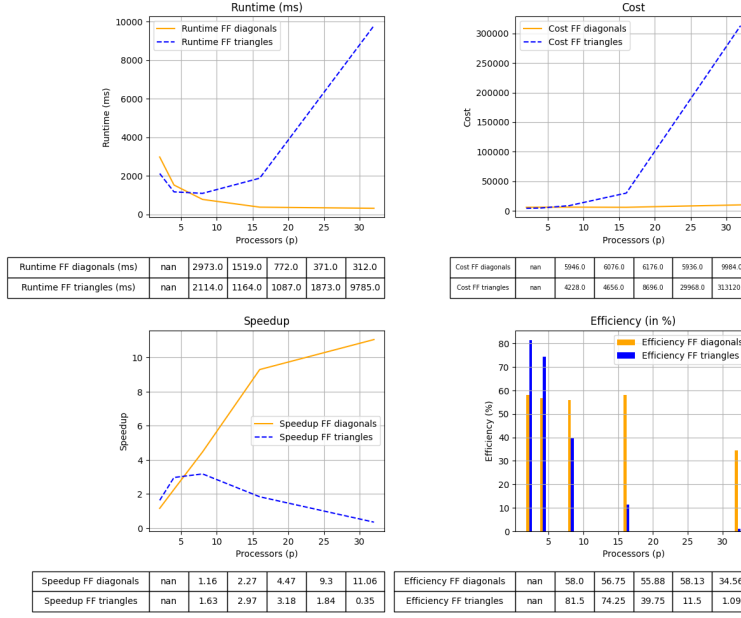 Runtime (ms)
10000
8000
6000
4000
2000
0
Runtime (ms)
Runtime FF diagonals
Runtime FF triangles
5 10 15 20 25 30
Processors (p)
Runtime FF diagonals (ms) nan 2973.0 1519.0 772.0 371.0 312.0
Runtime FF triangles (ms) nan 2114.0 1164.0 1087.0 1873.0 9785.0
Cost
300000
250000
200000
150000
100000
50000
0
Cost
Cost FF diagonals
Cost FF triangles
5 10 15 20 25 30
Processors (p)
Cost FF diagonals nan 5946.0 6076.0 6176.0 5936.0 9984.0
Cost FF triangles nan 4228.0 4656.0 8696.0 29968.0 313120
Speedup
10
8
6
4
2
0
Speedup
Speedup FF diagonals
Speedup FF triangles
5 10 15 20 25 30
Processors (p)
Speedup FF diagonals nan 1.16 2.27 4.47 9.3 11.06
Speedup FF triangles nan 1.63 2.97 3.18 1.84 0.35
Efficiency (in %)
80
70
60
50
40
30
20
10
0
Efficiency (%)
Efficiency FF diagonals
Efficiency FF triangles
5 10 15 20 25 30
Processors (p)
Efficiency FF diagonals nan 58.0 56.75 55.88 58.13 34.56
Efficiency FF triangles nan 81.5 74.25 39.75 11.5 1.09